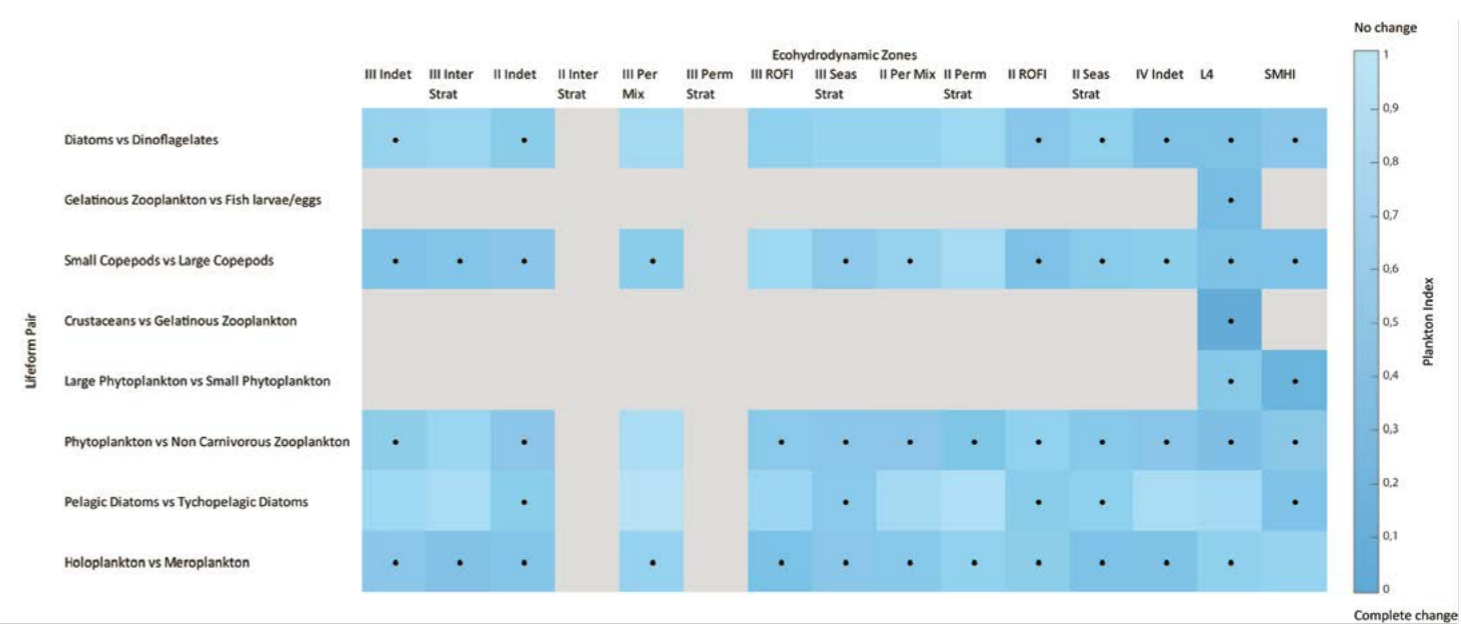 No change
Ecohydrodynamic Zones
III Indet III Inter Strat II Indet II Inter Strat III Per Mix III Perm Strat III ROFI III Seas Strat II Per Mix II Perm Strat II ROFI II Seas Strat IV Indet L4 SMHI
Diatoms vs Dinoflagelates
Gelatinous Zooplankton vs Fish larvae/eggs
Small Copepods vs Large Copepods
Crustaceans vs Gelatinous Zooplankton
Large Phytoplankton vs Small Phytoplankton
Phytoplankton vs Non Carnivorous Zooplankton
Pelagic Diatoms vs Tychopelagic Diatoms
Holoplankton vs Meroplankton
Lifeform Pair
1
0,9
0,8
0,7
0,6
0,5
0,4
0,3
0,2
0,1
0
Plankton Index
Complete change